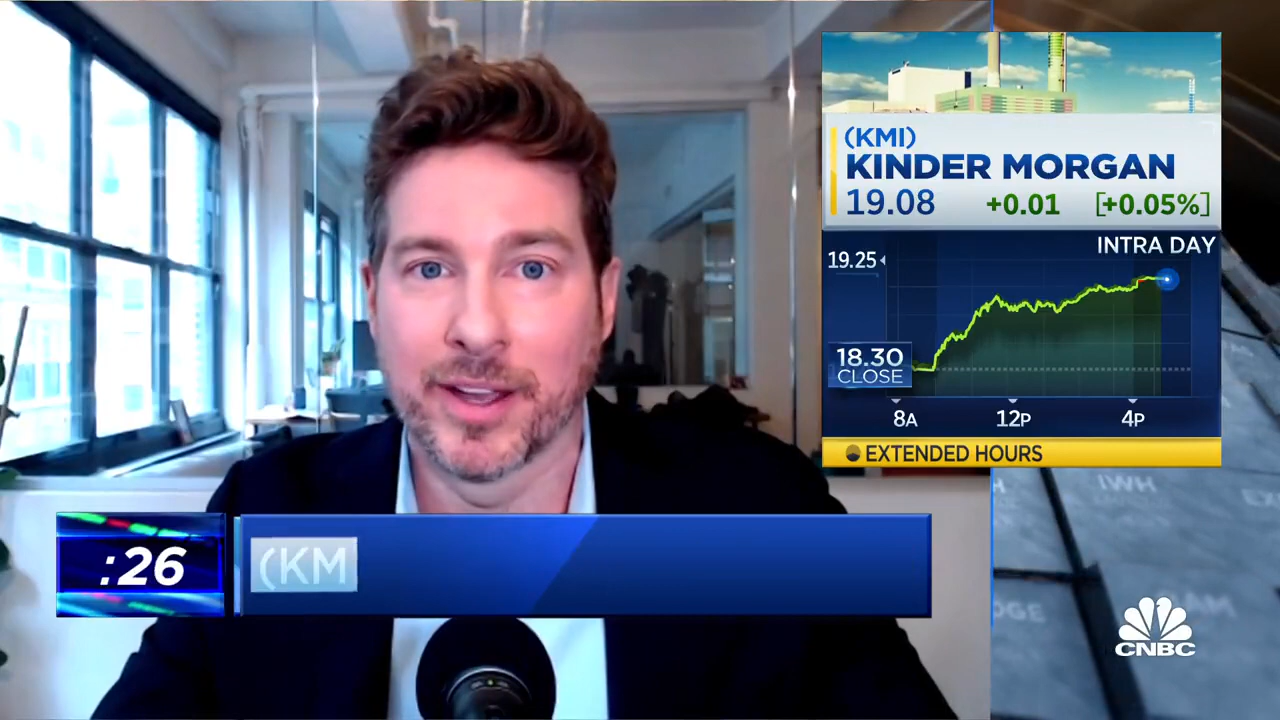 (KMI)
KINDER MORGAN
19.08 +0.01 [+0.05%]
INTRA DAY
19.25
18.30
CLOSE
8A 12P 4P
EXTENDED HOURS
:26
(KM
IWH
CNBC